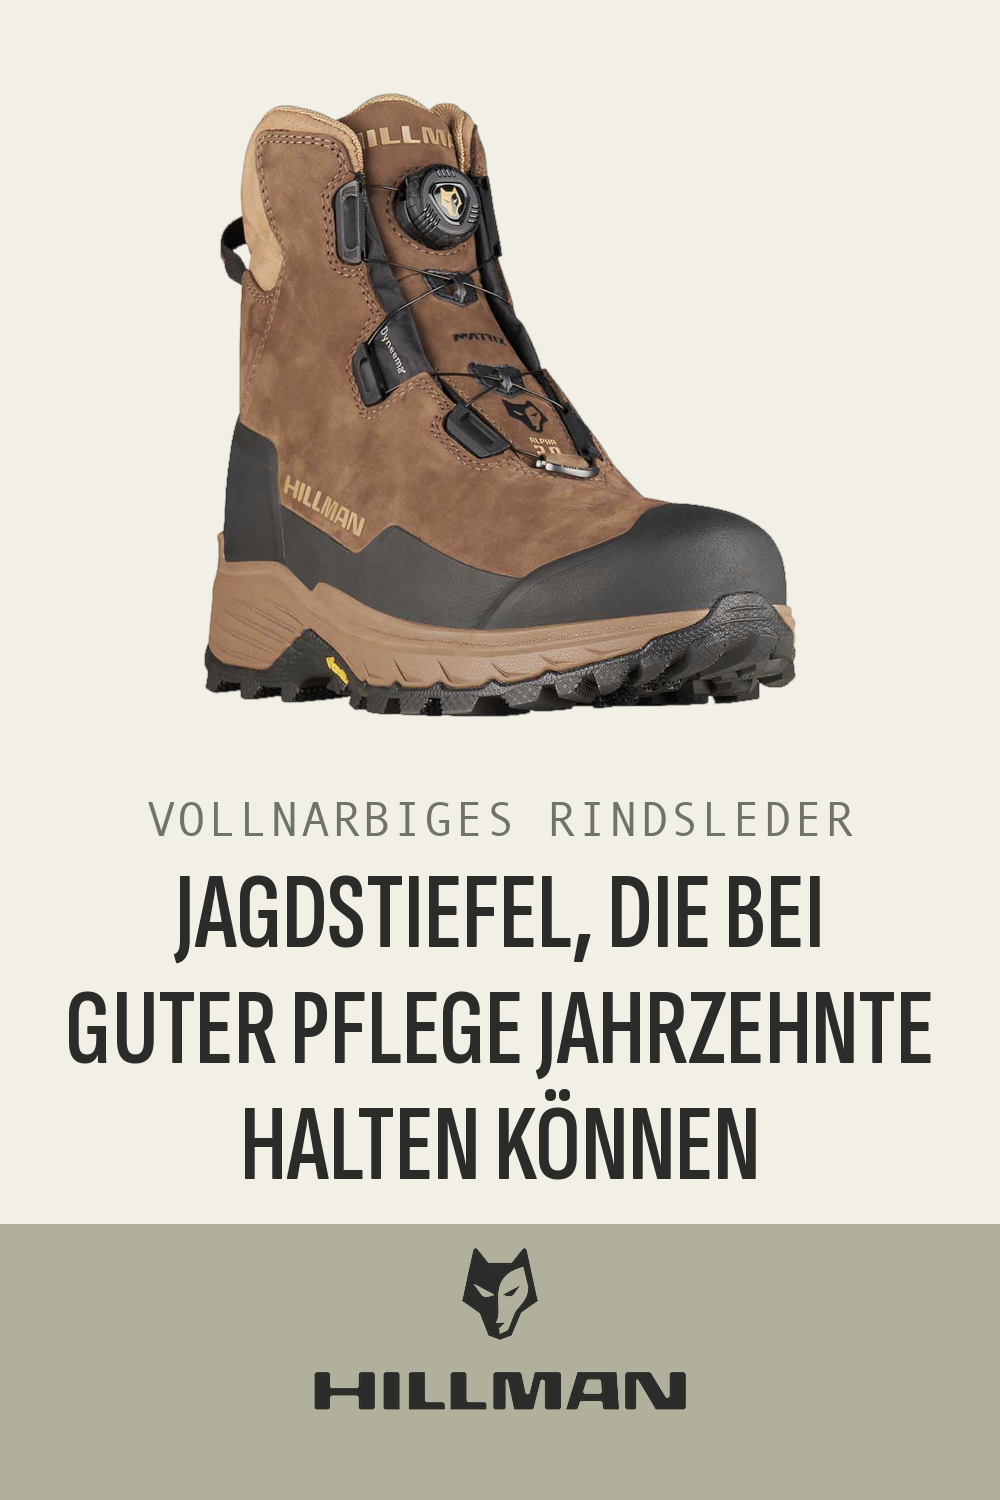 HILLMAN
Dyneema
MATRIX
ALPHA
HILLMAN
VOLLNARBIGES RINDSLEDER
JAGDSTIEFEL, DIE BEI
GUTER PFLEGE JAHRZEHNTE
HALTEN KÖNNEN
HILLMAN